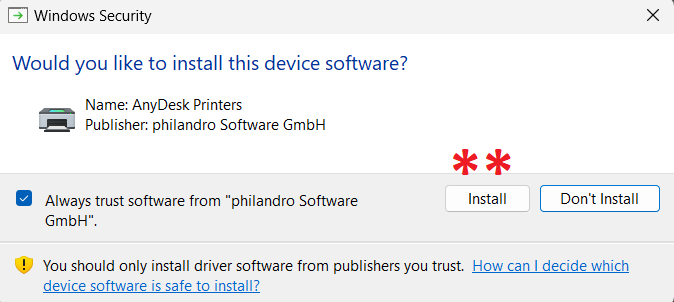 Windows Security
Would you like to install this device software?
Name: AnyDesk Printers
Publisher: philandro Software GmbH
**
Always trust software from "philandro Software
GmbH".
Install
Don't Install
You should only install driver software from publishers you trust. How can I decide which
device software is safe to install?